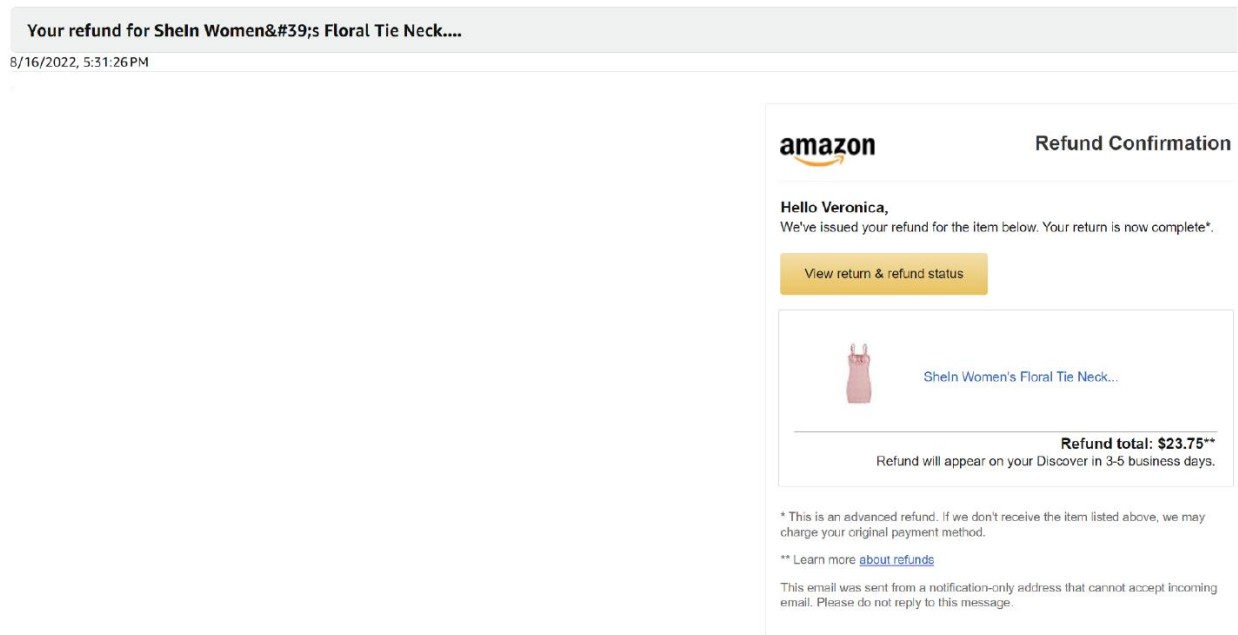 Your refund for SheIn Women&#39;s Floral Tie Neck....
8/16/2022, 5:31:26 PM
amazon
Refund Confirmation
Hello Veronica,
We've issued your refund for the item below. Your return is now complete*.
View return & refund status
SheIn Women's Floral Tie Neck...
Refund total: $23.75**
Refund will appear on your Discover in 3-5 business days.
* This is an advanced refund. If we don't receive the item listed above, we may
charge your original payment method.
** Learn more about refunds
This email was sent from a notification-only address that cannot accept incoming
email. Please do not reply to this message.